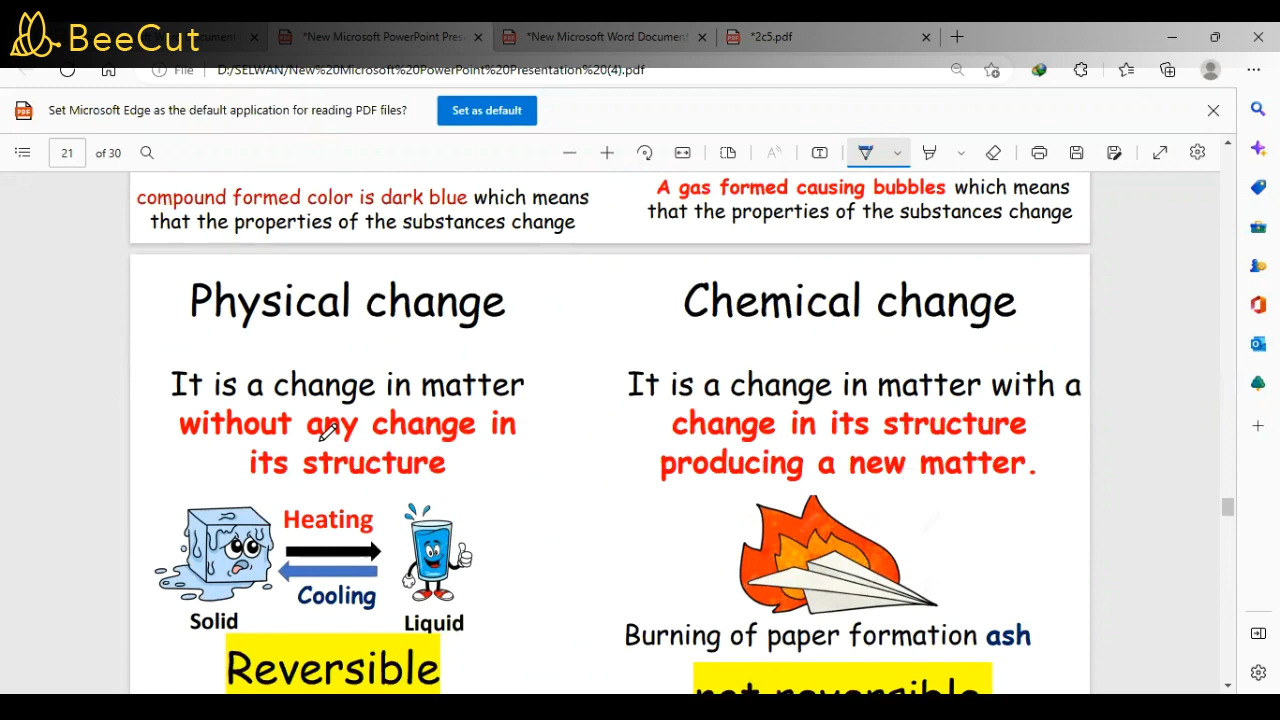 BeeCut
*New Microsoft PowerPoint Pres
*New Microsoft Word Document
*2c5.pdf
File
D:/SELWAN/New%20Microsoft%20PowerPoint%20Presentation%20(4).pdf
Set Microsoft Edge as the default application for reading PDF files?
Set as default
21 of 30
compound formed color is dark blue which means
that the properties of the substances change
A gas formed causing bubbles which means
that the properties of the substances change
Physical change
It is a change in matter
without any change in
its structure
Heating
Cooling
Solid
Liquid
Reversible
Chemical change
It is a change in matter with a
change in its structure
producing a new matter.
Burning of paper formation ash
not reversible